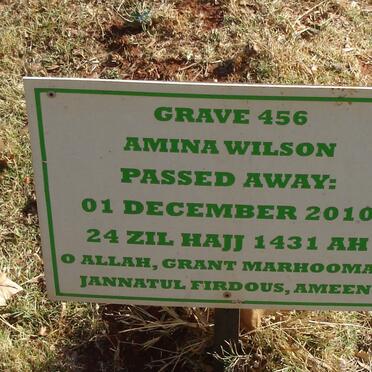 GRAVE 456
AMINA WILSON
PASSED AWAY:
01 DECEMBER 2010
24 ZIL HAJJ 1431 AH
O ALLAH, GRANT MARHOOMA
JANNATUL FIRDOUS, AMEEN